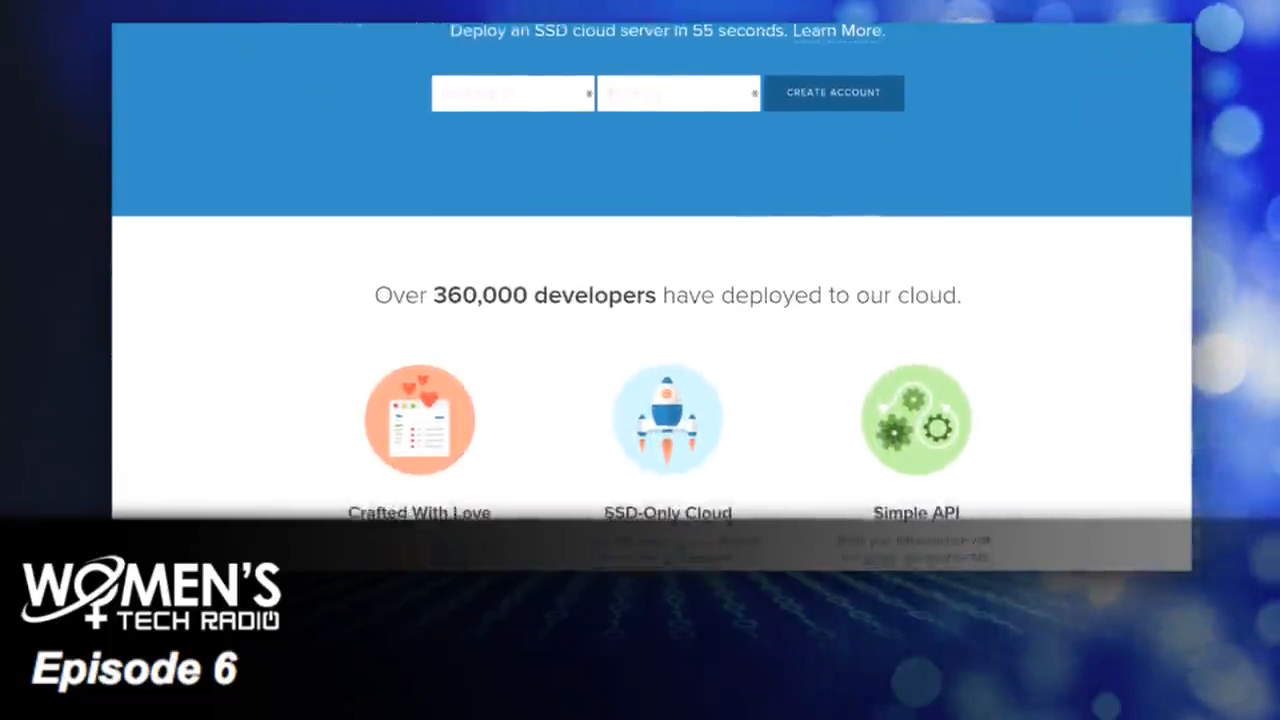 Deploy an SSD cloud server in 55 seconds. Learn More.
CREATE ACCOUNT
Over 360,000 developers have deployed to our cloud.
Crafted With Love
SSD-Only Cloud
Simple API
WOMEN'S
TECH RADIO
Episode 6